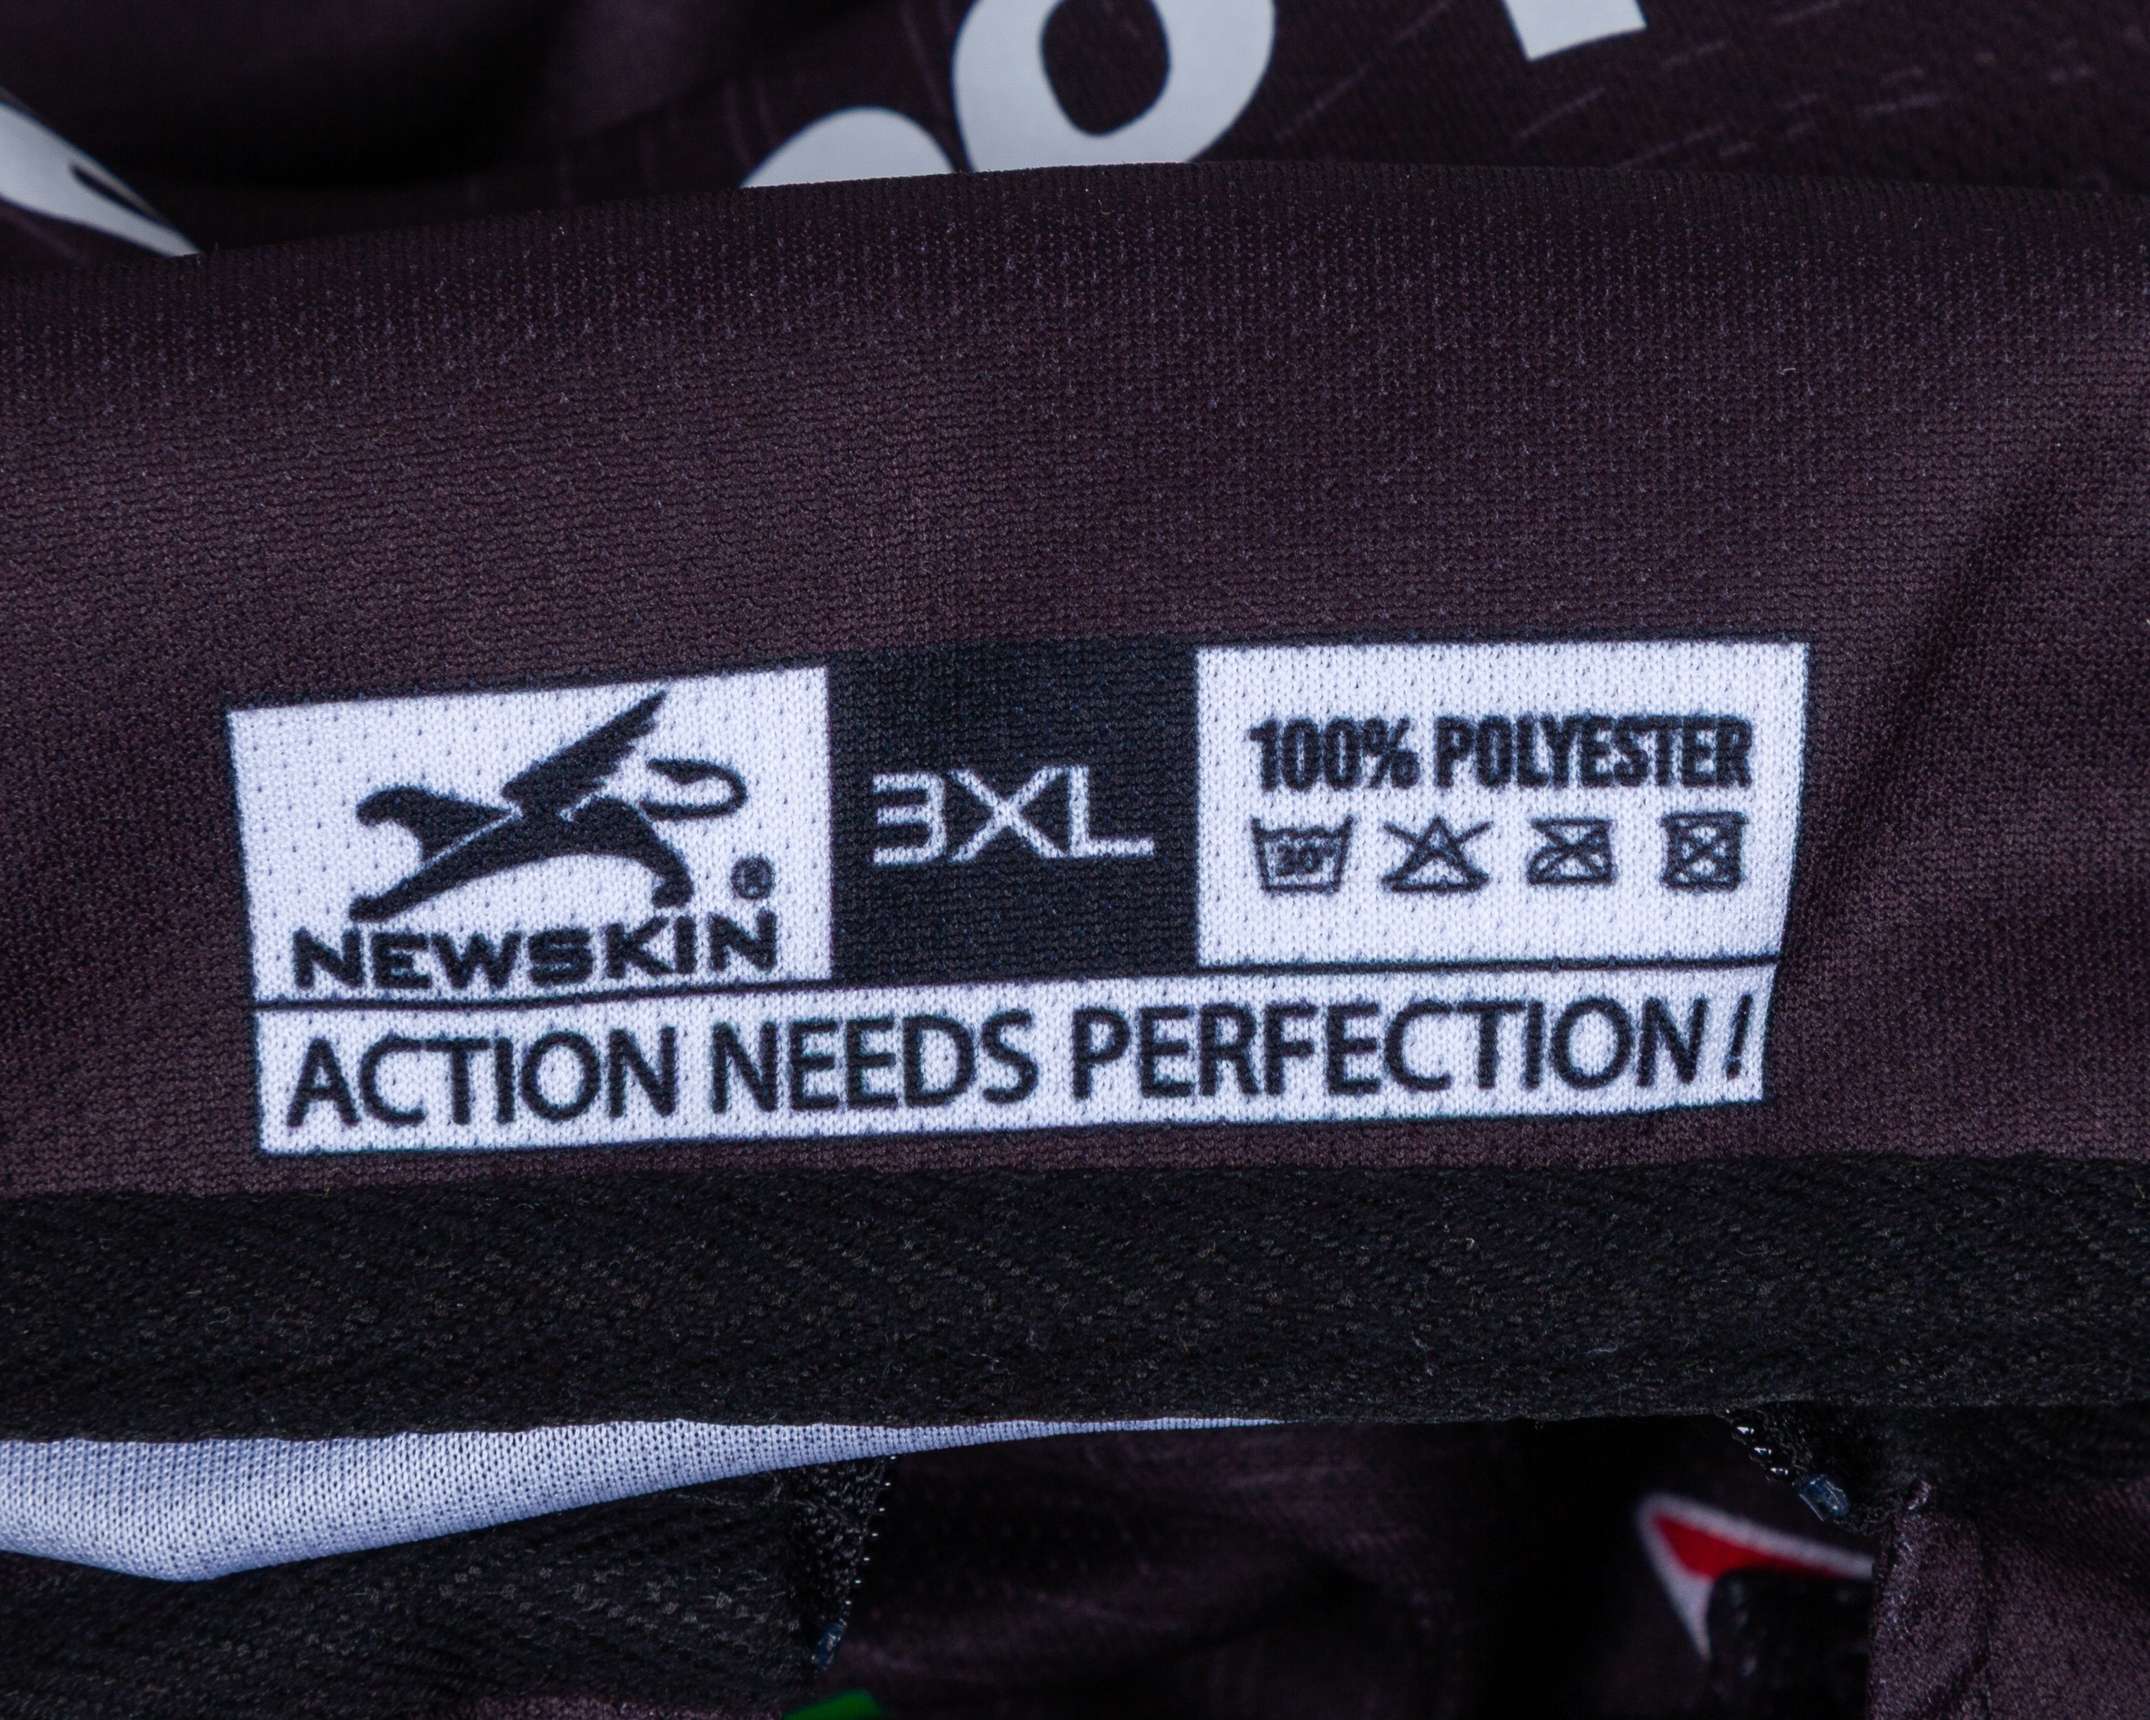 NEWSKIN ®
3XL
100% POLYESTER
ACTION NEEDS PERFECTION!